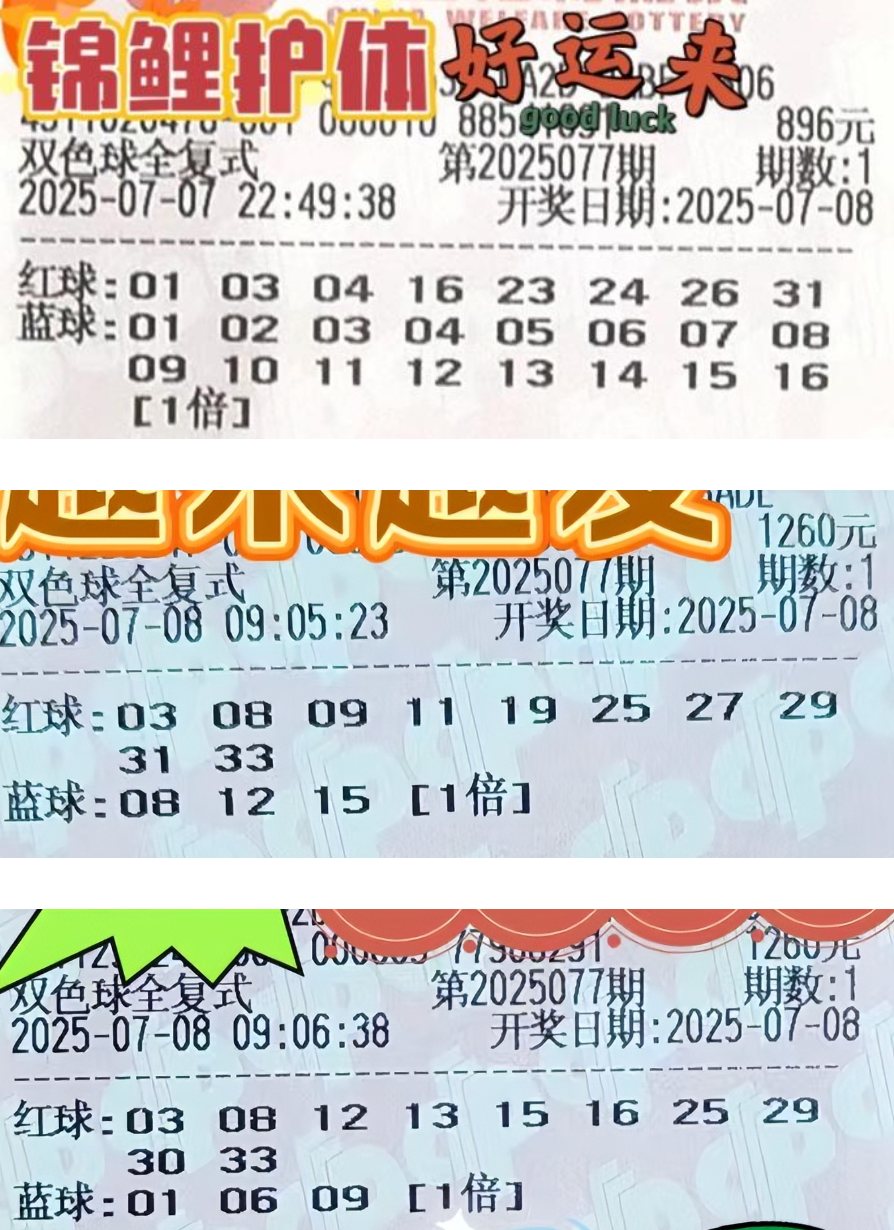 WELFARE LOTTERY
锦鲤护体 好运来
good luck
896元
双色球全复式 第2025077期 期数:1
2025-07-07 22:49:38 开奖日期:2025-07-08
红球:01 03 04 16 23 24 26 31
蓝球:01 02 03 04 05 06 07 08
09 10 11 12 13 14 15 16
[1倍]
1260元
双色球全复式 第2025077期 期数:1
2025-07-08 09:05:23 开奖日期:2025-07-08
红球:03 08 09 11 19 25 27 29
31 33
蓝球:08 12 15 [1倍]
1260元
双色球全复式 第2025077期 期数:1
2025-07-08 09:06:38 开奖日期:2025-07-08
红球:03 08 12 13 15 16 25 29
30 33
蓝球:01 06 09 [1倍]